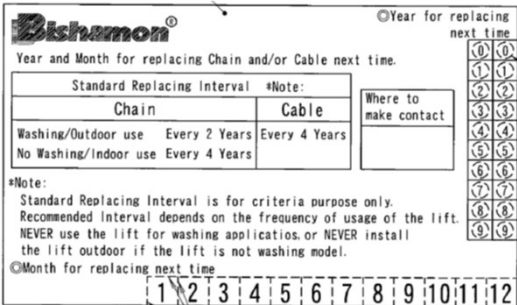 Bishamon®
◎Year for replacing
next time
Year and Month for replacing Chain and/or Cable next time.
Standard Replacing Interval *Note:
Chain Cable
Washing/Outdoor use Every 2 Years Every 4 Years
No Washing/Indoor use Every 4 Years
Where to
make contact
0 0
1 1
2 2
3 3
4 4
5 5
6 6
7 7
8 8
9 9
*Note:
Standard Replacing Interval is for criteria purpose only.
Recommended Interval depends on the frequency of usage of the lift.
NEVER use the lift for washing applicatios, or NEVER install
the lift outdoor if the lift is not washing model.
◎Month for replacing next time
1 2 3 4 5 6 7 8 9 10 11 12